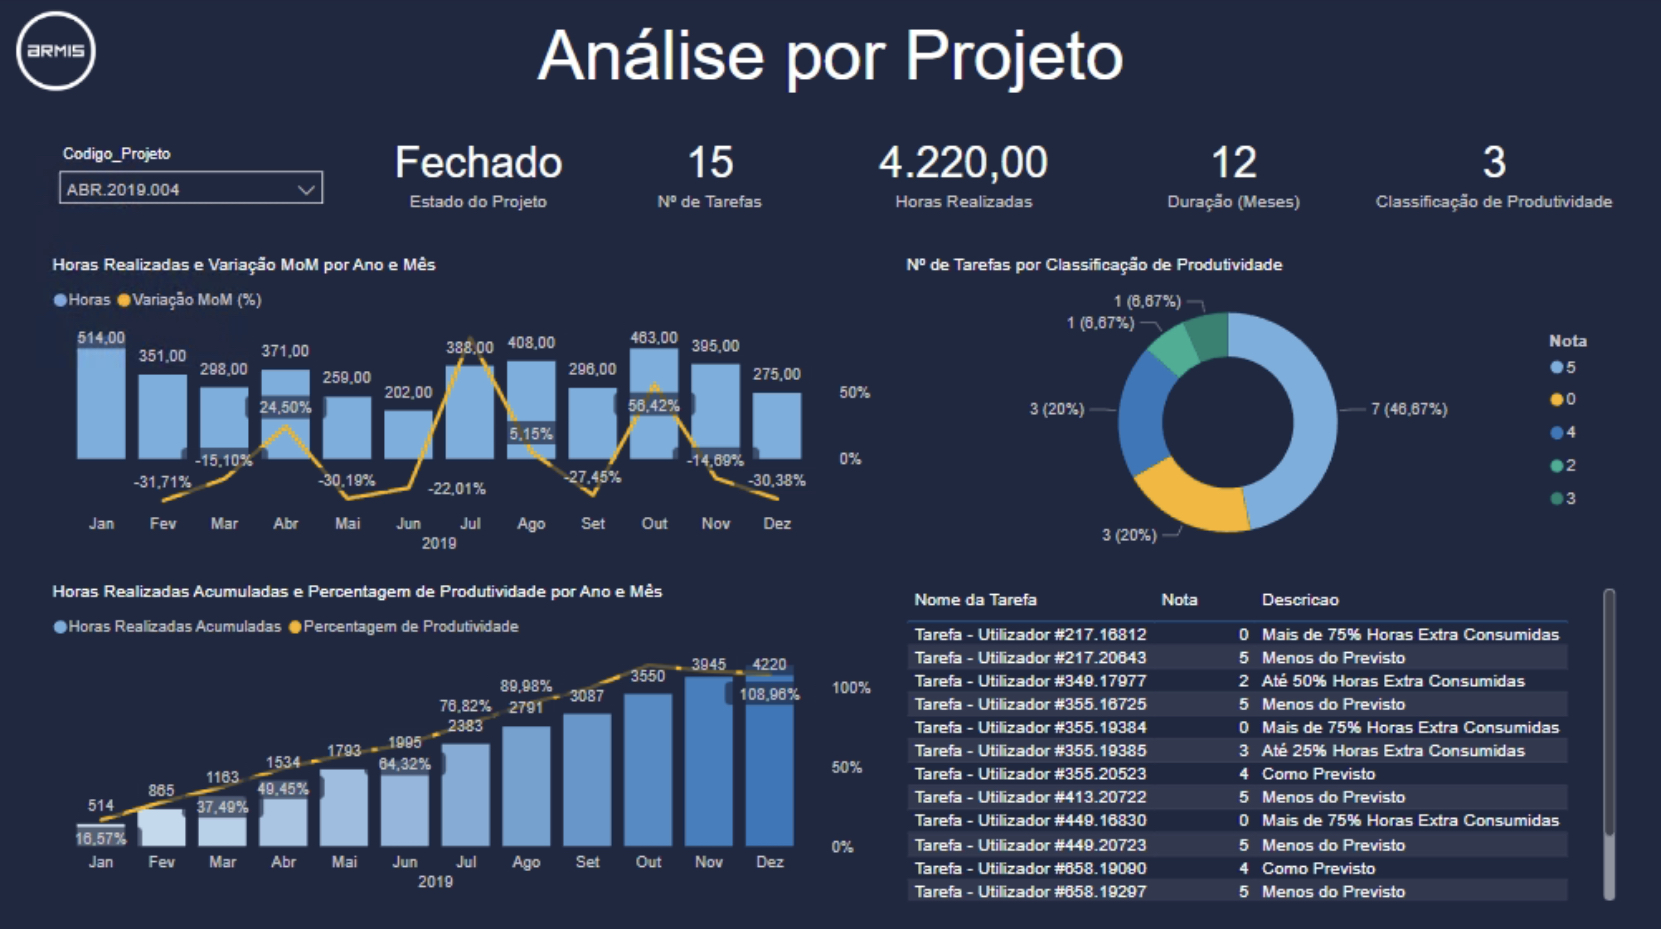 ARMIS
Análise por Projeto
Codigo_Projeto
ABR.2019.004
Fechado
Estado do Projeto
15
Nº de Tarefas
4.220,00
Horas Realizadas
12
Duração (Meses)
3
Classificação de Produtividade
Horas Realizadas e Variação MoM por Ano e Mês
Horas Variação MoM (%)
514,00 351,00 298,00 371,00 259,00 202,00 388,00 408,00 296,00 463,00 395,00 275,00
-31,71% -15,10% 24,50% -30,19% -22,01% 5,15% -27,45% 56,42% -14,69% -30,38%
50%
0%
Jan Fev Mar Abr Mai Jun Jul Ago Set Out Nov Dez
2019
Nº de Tarefas por Classificação de Produtividade
1 (6,67%)
1 (6,67%)
3 (20%)
7 (46,67%)
3 (20%)
Nota
5
0
4
2
3
Horas Realizadas Acumuladas e Percentagem de Produtividade por Ano e Mês
Horas Realizadas Acumuladas Percentagem de Produtividade
514 865 1163 1534 1793 1995 2383 2791 3087 3550 3945 4220
16,57% 37,49% 49,45% 64,32% 76,82% 89,98% 108,96%
100%
50%
0%
Jan Fev Mar Abr Mai Jun Jul Ago Set Out Nov Dez
2019
Nome da Tarefa Nota Descricao
Tarefa - Utilizador #217.16812 0 Mais de 75% Horas Extra Consumidas
Tarefa - Utilizador #217.20643 5 Menos do Previsto
Tarefa - Utilizador #349.17977 2 Até 50% Horas Extra Consumidas
Tarefa - Utilizador #355.16725 5 Menos do Previsto
Tarefa - Utilizador #355.19384 0 Mais de 75% Horas Extra Consumidas
Tarefa - Utilizador #355.19385 3 Até 25% Horas Extra Consumidas
Tarefa - Utilizador #355.20523 4 Como Previsto
Tarefa - Utilizador #413.20722 5 Menos do Previsto
Tarefa - Utilizador #449.16830 0 Mais de 75% Horas Extra Consumidas
Tarefa - Utilizador #449.20723 5 Menos do Previsto
Tarefa - Utilizador #658.19090 4 Como Previsto
Tarefa - Utilizador #658.19297 5 Menos do Previsto